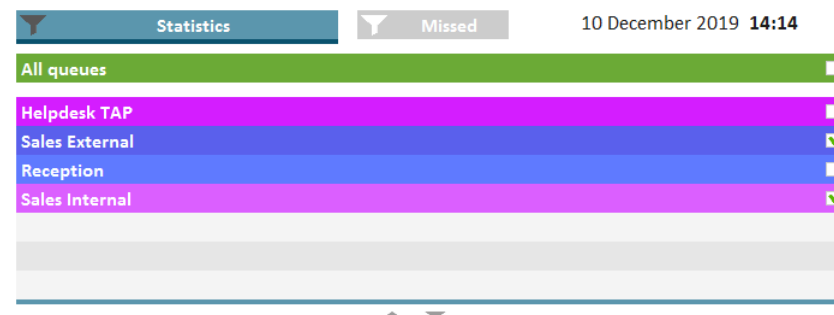 Statistics Missed 10 December 2019 14:14
All queues
Helpdesk TAP
Sales External
Reception
Sales Internal